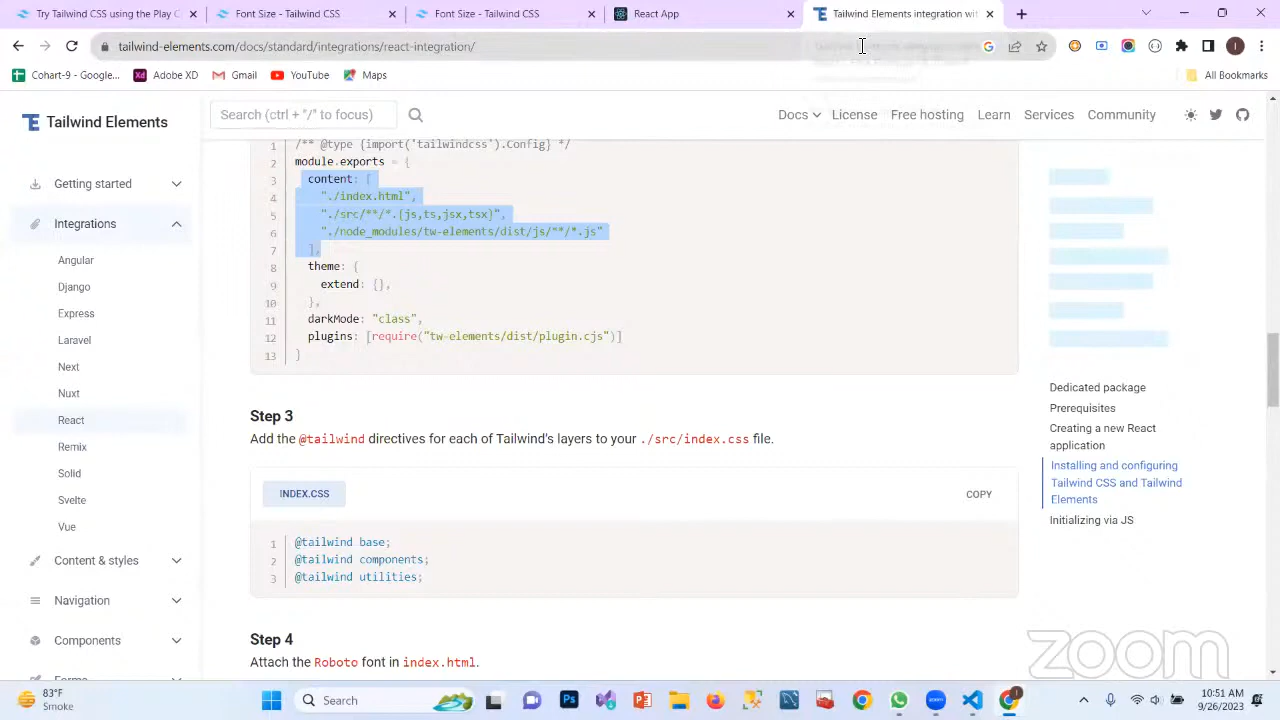 Try Tailwind CSS using the Play C
Font Size - Tailwind CSS
Font Size - Tailwind CSS
React App
Tailwind Elements integration wit
tailwind-elements.com/docs/standard/integrations/react-integration/
Cohart-9 - Google...
Adobe XD
Gmail
YouTube
Maps
All Bookmarks
Tailwind Elements
Search (ctrl + "/" to focus)
Docs
License
Free hosting
Learn
Services
Community
Getting started
Integrations
Angular
Django
Express
Laravel
Next
Nuxt
React
Remix
Solid
Svelte
Vue
Content & styles
Navigation
Components
Forms
1 /** @type {import('tailwindcss').Config} */
2 module.exports = {
3 content: [
4 "./index.html",
5 "./src/**/*.{js,ts,jsx,tsx}",
6 "./node_modules/tw-elements/dist/js/**/*.js"
7 ],
8 theme: {
9 extend: {},
10 },
11 darkMode: "class",
12 plugins: [require("tw-elements/dist/plugin.cjs")]
13 }
Step 3
Add the @tailwind directives for each of Tailwind's layers to your ./src/index.css file.
INDEX.CSS
COPY
1 @tailwind base;
2 @tailwind components;
3 @tailwind utilities;
Step 4
Attach the Roboto font in index.html.
Dedicated package
Prerequisites
Creating a new React
application
Installing and configuring
Tailwind CSS and Tailwind
Elements
Initializing via JS
zoom
83°F
Smoke
Search
10:51 AM
9/26/2023